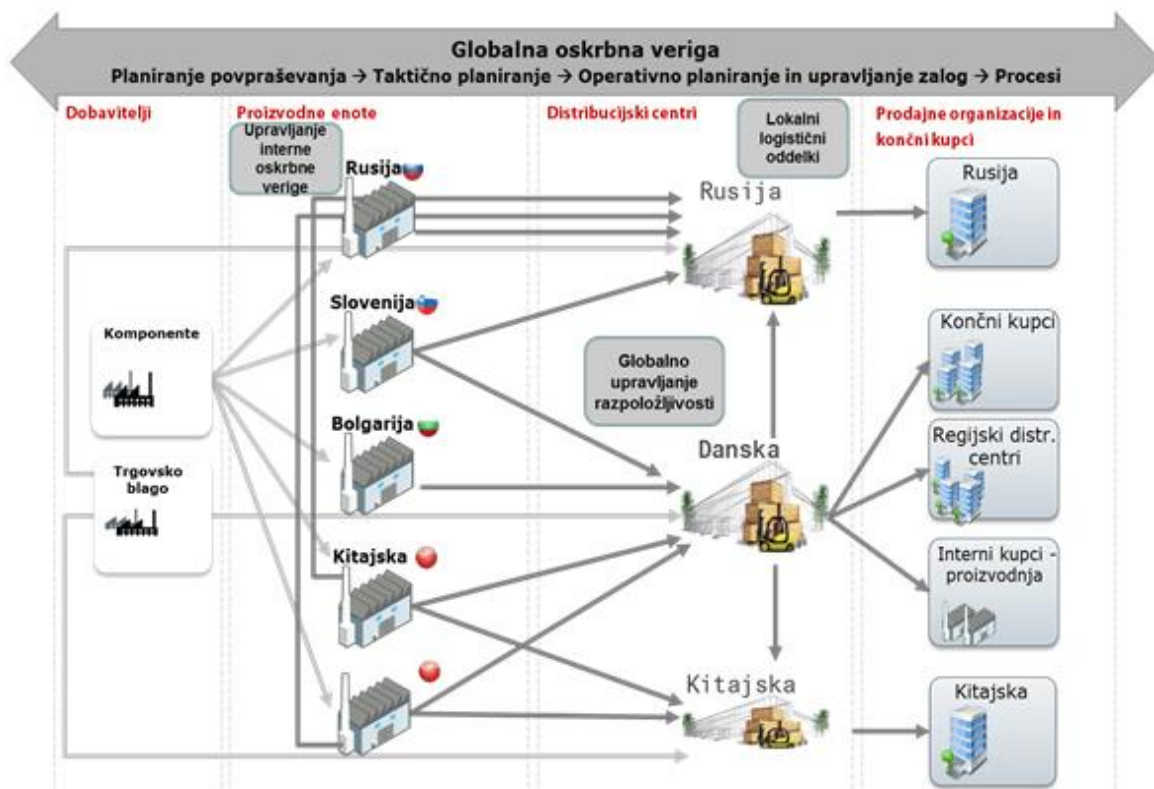 Globalna oskrbna veriga
Planiranje povpraševanja → Taktično planiranje → Operativno planiranje in upravljanje zalog → Procesi
Dobavitelji
Proizvodne enote
Distribucijski centri
Prodajne organizacije in
končni kupci
Upravljanje
interne
oskrbne
verige
Lokalni
logistični
oddelki
Rusija
Rusija
Rusija
Slovenija
Komponente
Končni kupci
Globalno
upravljanje
razpoložljivosti
Bolgarija
Danska
Regijski distr.
centri
Trgovsko
blago
Kitajska
Interni kupci -
proizvodnja
Kitajska
Kitajska